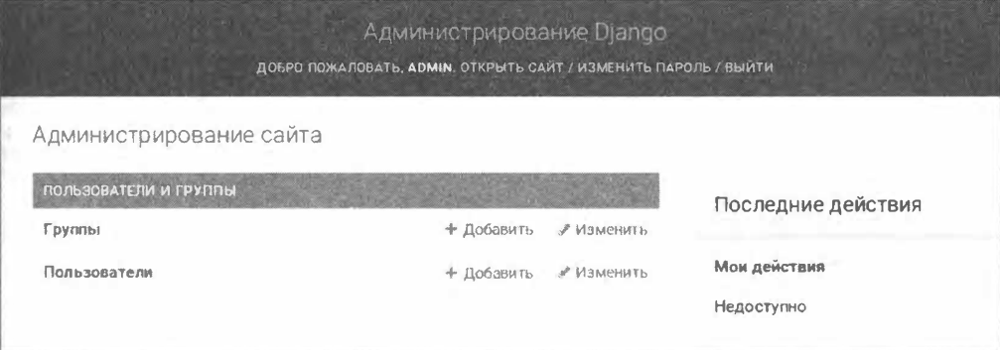 Администрирование Django
ДОБРО ПОЖАЛОВАТЬ, ADMIN. ОТКРЫТЬ САЙТ / ИЗМЕНИТЬ ПАРОЛЬ / ВЫЙТИ
Администрирование сайта
ПОЛЬЗОВАТЕЛИ И ГРУППЫ
Группы + Добавить Изменить
Пользователи + Добавить Изменить
Последние действия
Мои действия
Недоступно